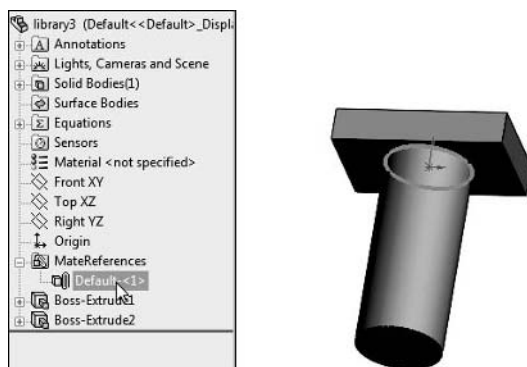 library3 (Default<<Default>_Displ
Annotations
Lights, Cameras and Scene
Solid Bodies(1)
Surface Bodies
Equations
Sensors
Material <not specified>
Front XY
Top XZ
Right YZ
Origin
MateReferences
Default-<1>
Boss-Extrude1
Boss-Extrude2